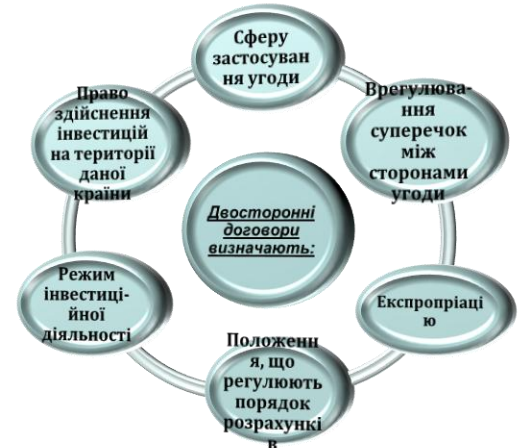 Сферу
застосуван
ня угоди
Врегулюва-
ння
суперечок
між
сторонами
угоди
Експропріаці
ю
Положенн
я, що
регулюють
порядок
розрахункі
в
Режим
інвестиці-
йної
діяльності
Право
здійснення
інвестицій
на території
даної
країни
Двосторонні
договори
визначають: